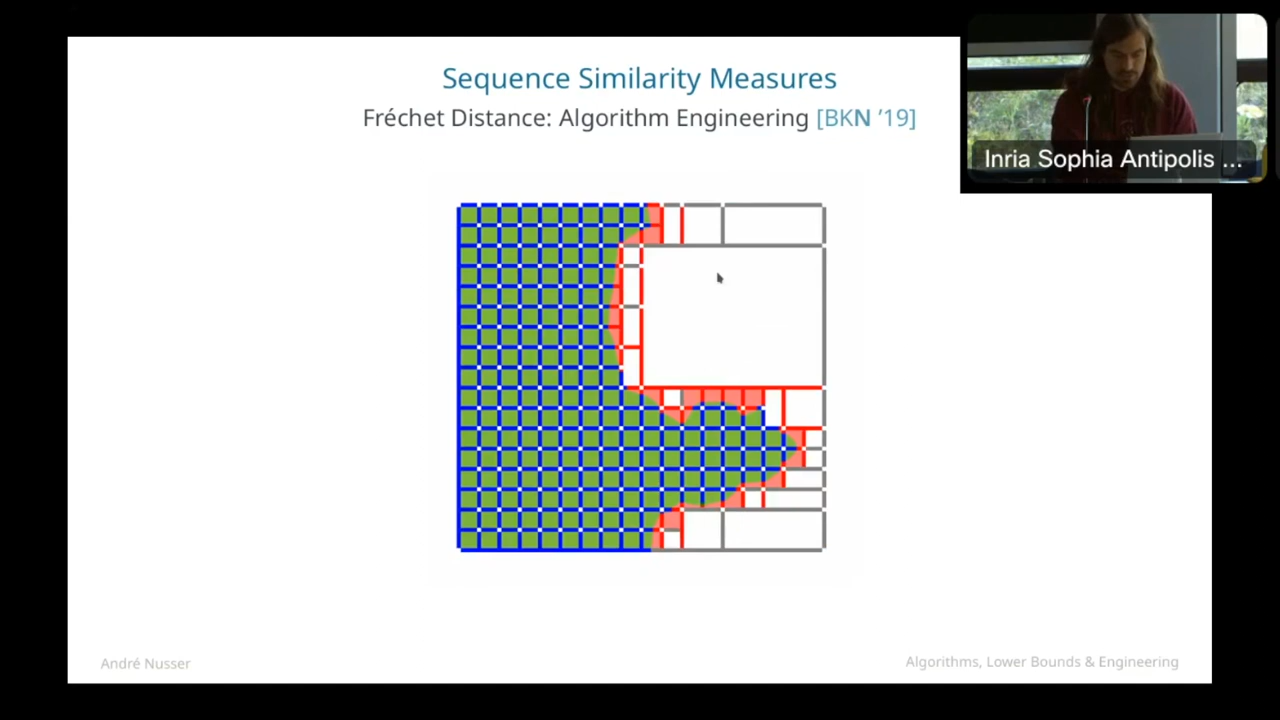 Sequence Similarity Measures
Fréchet Distance: Algorithm Engineering [BKN ’19]
Inria Sophia Antipolis ...
André Nusser
Algorithms, Lower Bounds & Engineering